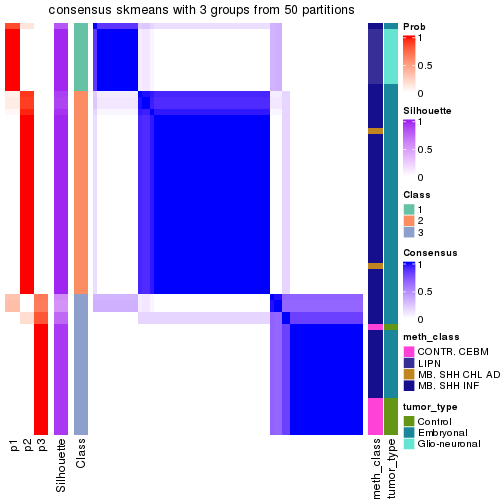 consensus skmeans with 3 groups from 50 partitions
p1
p2
p3
Silhouette
Class
meth_class
tumor_type
Prob
1
0.5
0
Silhouette
1
0.5
0
Class
1
2
3
Consensus
1
0.5
0
meth_class
CONTR. CEBM
LIPN
MB. SHH CHL AD
MB. SHH INF
tumor_type
Control
Embryonal
Glio-neuronal